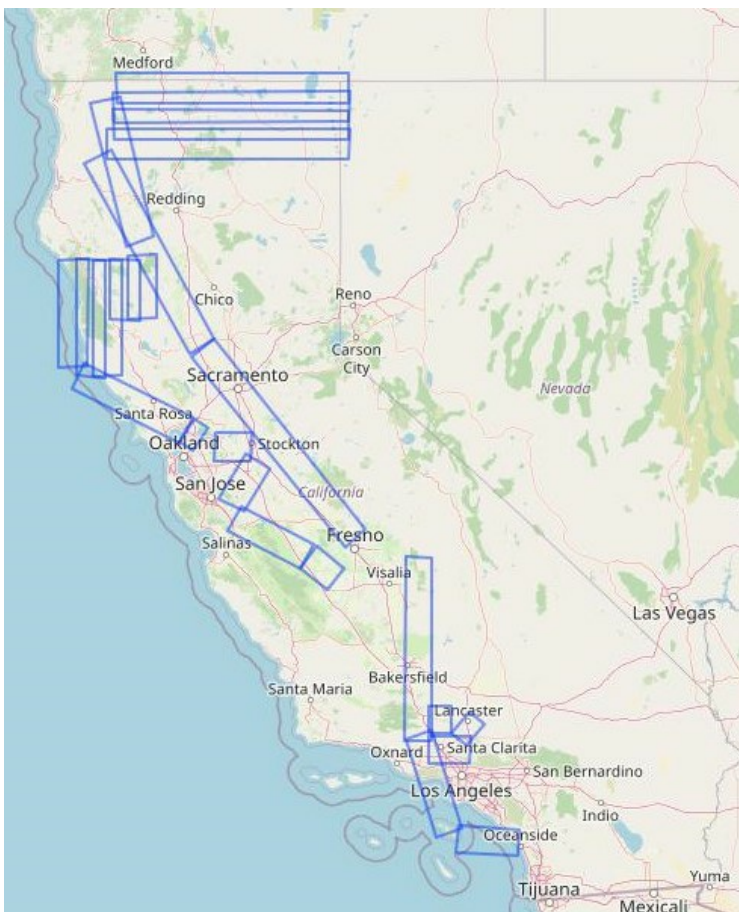 Medford
Redding
Chico
Reno
Carson
City
Sacramento
Nevada
Santa Rosa
Stockton
Oakland
San Jose
California
Salinas
Fresno
Visalia
Las Vegas
Bakersfield
Santa Maria
Lancaster
Oxnard
Santa Clarita
San Bernardino
Los Angeles
Indio
Oceanside
Yuma
Tijuana
Mexicali